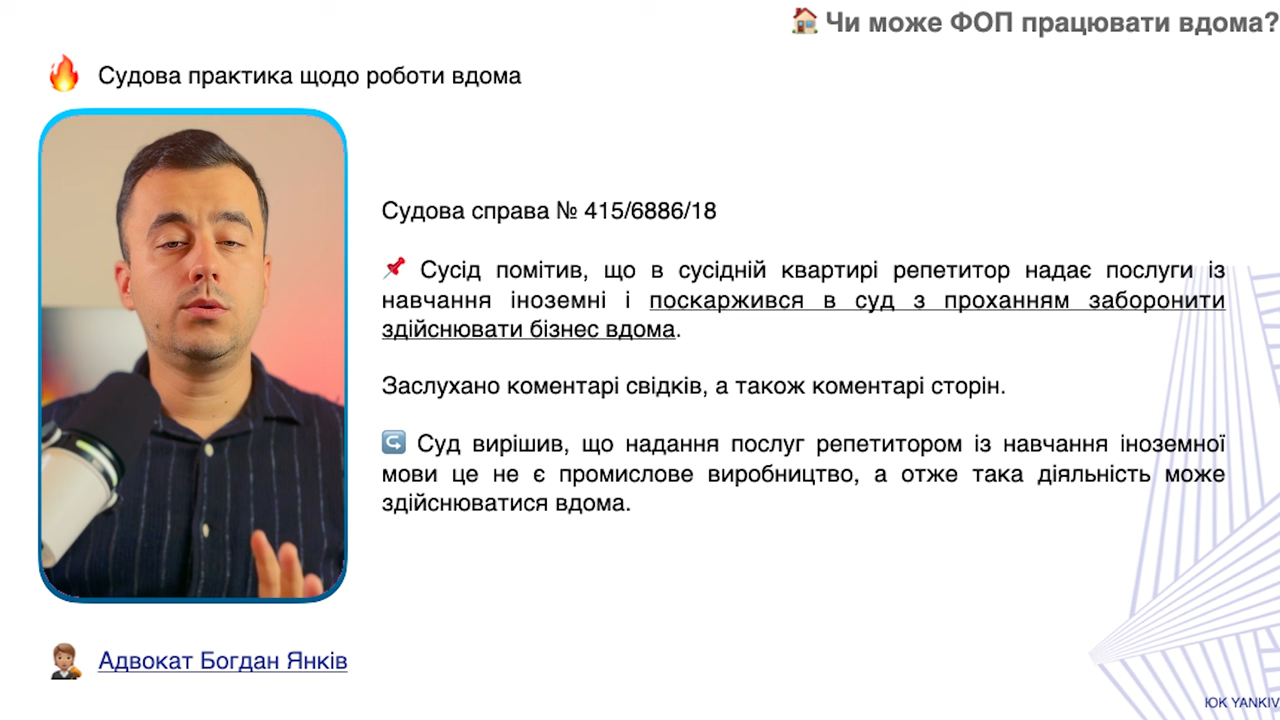 Чи може ФОП працювати вдома?
Судова практика щодо роботи вдома
Судова справа № 415/6886/18
Сусід помітив, що в сусідній квартирі репетитор надає послуги із
навчання іноземні і поскаржився в суд з проханням заборонити
здійснювати бізнес вдома.
Заслухано коментарі свідків, а також коментарі сторін.
Суд вирішив, що надання послуг репетитором із навчання іноземної
мови це не є промислове виробництво, а отже така діяльність може
здійснюватися вдома.
Адвокат Богдан Янків
ЮК YANKIV